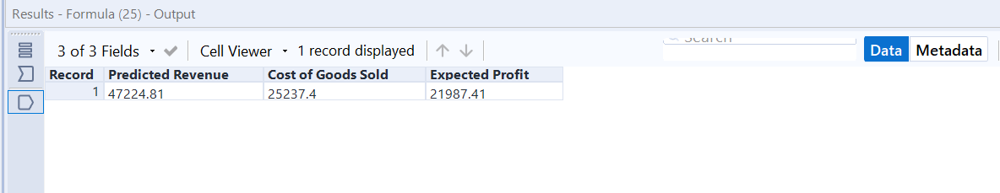 Results - Formula (25) - Output
3 of 3 Fields Cell Viewer 1 record displayed Search Data Metadata
Record Predicted Revenue Cost of Goods Sold Expected Profit
1 47224.81 25237.4 21987.41